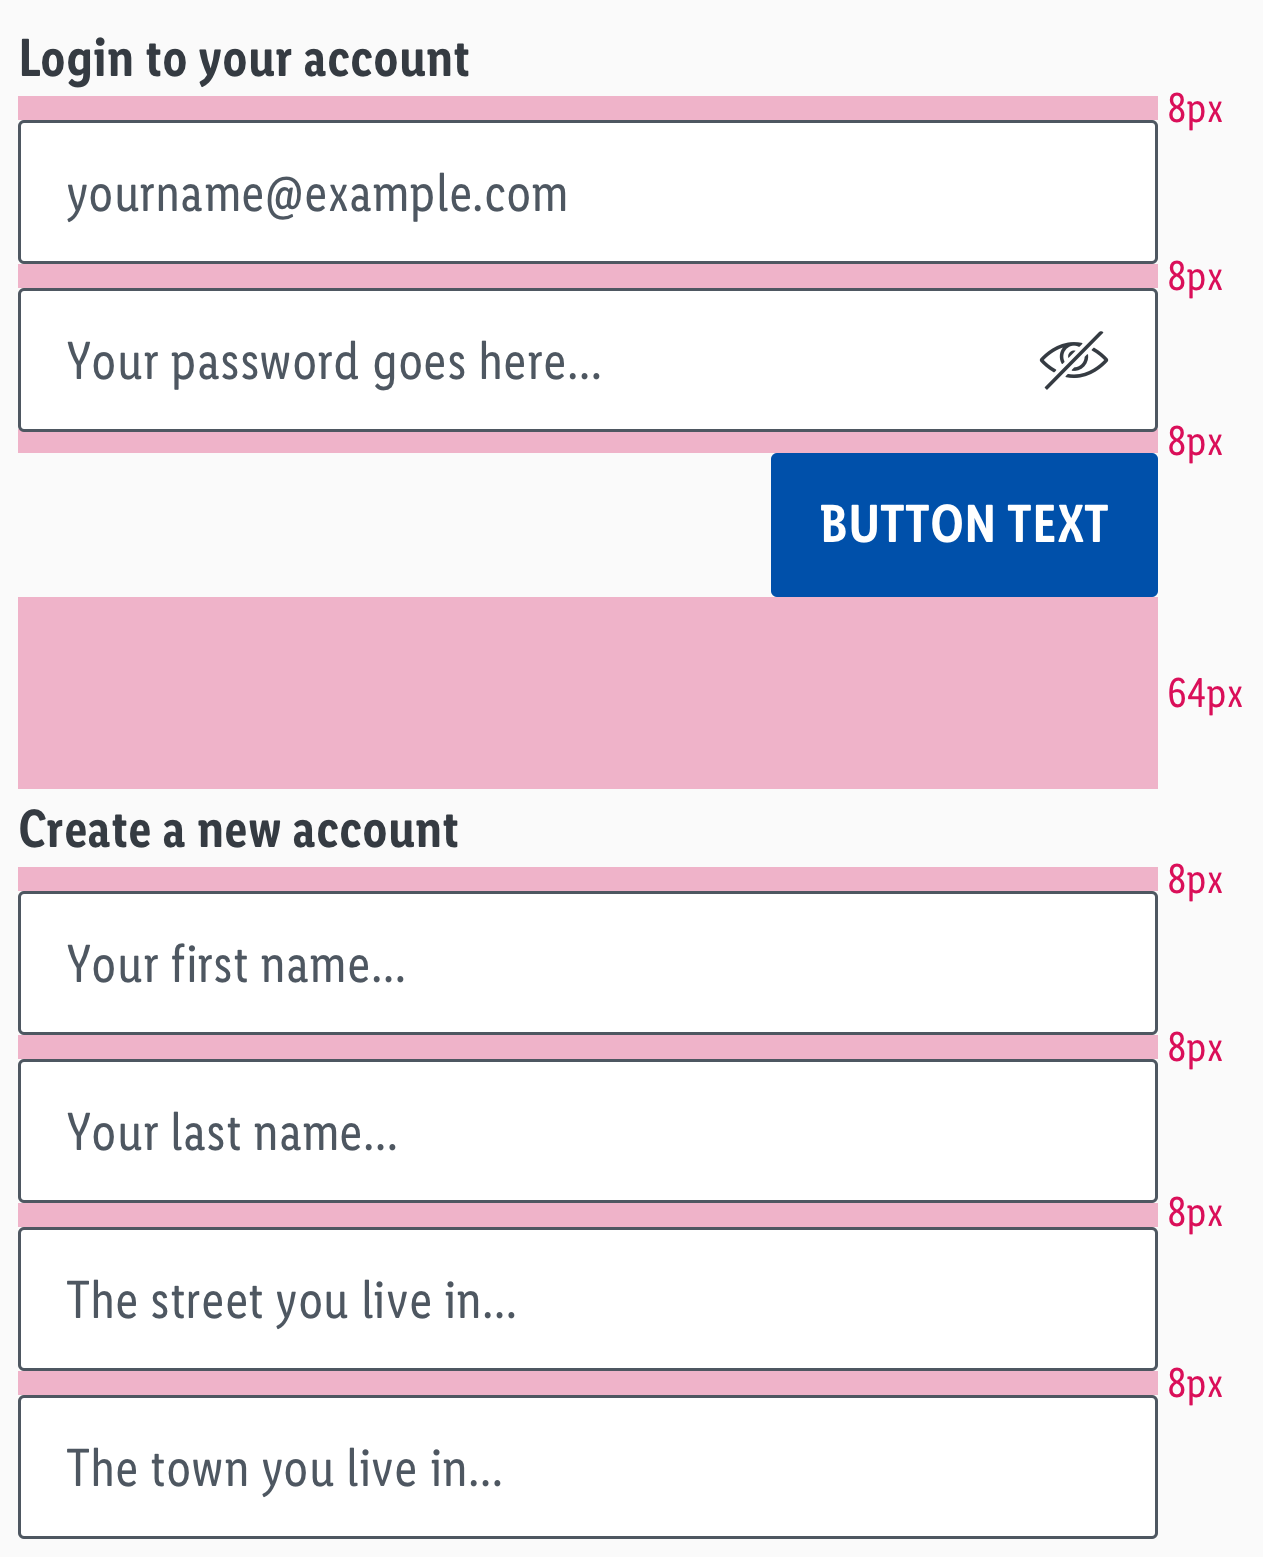 Login to your account
8px
yourname@example.com
8px
Your password goes here...
8px
BUTTON TEXT
64px
Create a new account
8px
Your first name...
8px
Your last name...
8px
The street you live in...
8px
The town you live in...